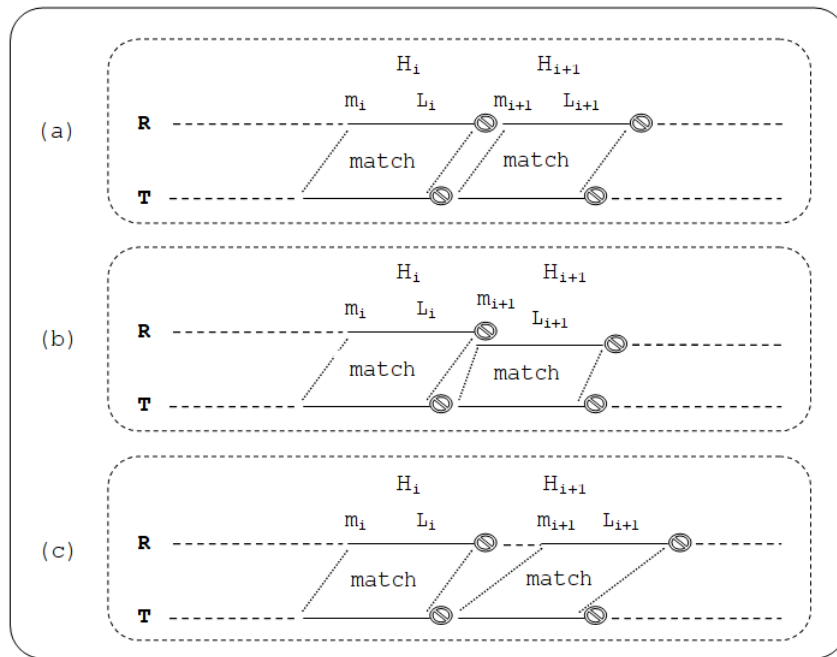 H_i H_{i+1}
m_i L_i m_{i+1} L_{i+1}
(a)
R
match match
T
H_i H_{i+1}
m_i L_i m_{i+1}
L_{i+1}
(b)
R
match match
T
H_i H_{i+1}
m_i L_i m_{i+1} L_{i+1}
(c)
R
match match
T